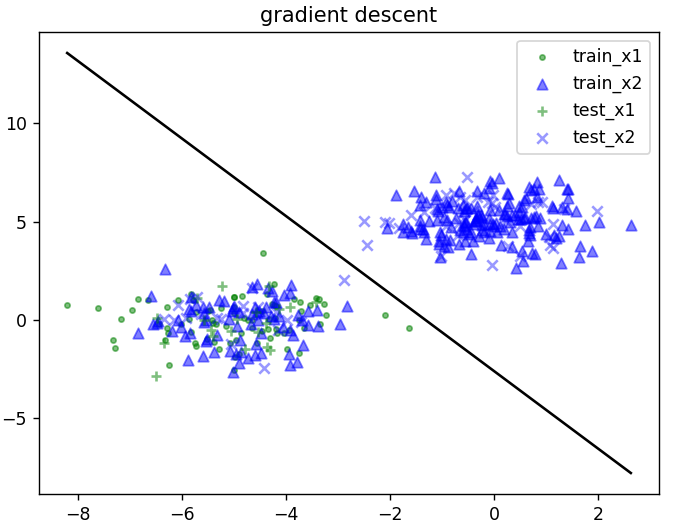 gradient descent
train_x1
train_x2
test_x1
test_x2
10
5
0
−5
−8
−6
−4
−2
0
2